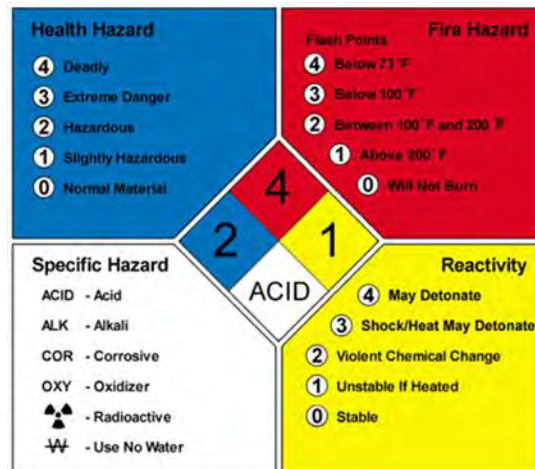 Health Hazard
4 Deadly
3 Extreme Danger
2 Hazardous
1 Slightly Hazardous
0 Normal Material
Fire Hazard
Flash Points
4 Below 73°F
3 Below 100°F
2 Between 100°F and 200°F
1 Above 200°F
0 Will Not Burn
4
2
1
ACID
Specific Hazard
ACID - Acid
ALK - Alkali
COR - Corrosive
OXY - Oxidizer
- Radioactive
W - Use No Water
Reactivity
4 May Detonate
3 Shock/Heat May Detonate
2 Violent Chemical Change
1 Unstable If Heated
0 Stable